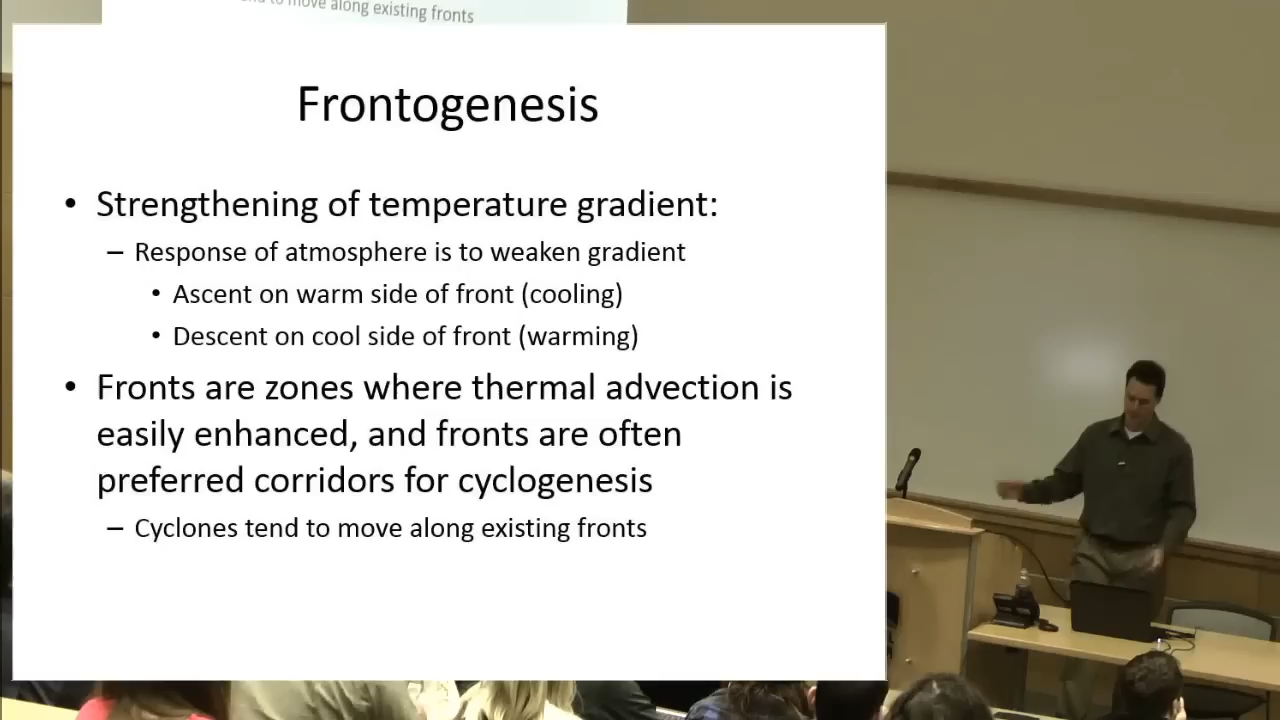 to move along existing fronts
Frontogenesis
• Strengthening of temperature gradient:
– Response of atmosphere is to weaken gradient
• Ascent on warm side of front (cooling)
• Descent on cool side of front (warming)
• Fronts are zones where thermal advection is
easily enhanced, and fronts are often
preferred corridors for cyclogenesis
– Cyclones tend to move along existing fronts